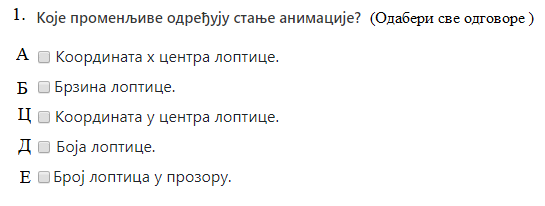 1. Које променљиве одређују стање анимације? (Одабери све одговоре )
А Координата x центра лоптице.
Б Брзина лоптице.
Ц Координата y центра лоптице.
Д Боја лоптице.
Е Број лоптица у прозору.